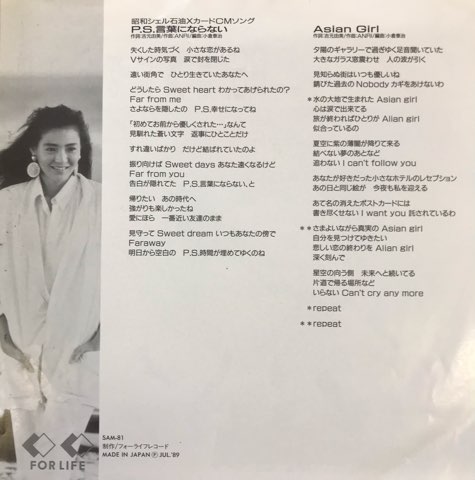 昭和シェル石油XカードCMソング
P.S.言葉にならない
作詞:吉元由美/作曲:ANRI/編曲:小倉泰治
失くした時気づく 小さな恋があるね
Vサインの写真 涙で封を閉じた
遠い街角で ひとり生きていたあなたへ
どうしたら Sweet heart わかってあげられたの?
Far from me
さよならを隠したの P.S.幸せになってね
「初めてお前から優しくされた…」なんて
見馴れた蒼い文字 返事にひとことだけ
すれ違いばかり だけど結ばれていたのよ
振り向けば Sweet days あなた遠くなるけど
Far from you
告白が隠れてた P.S.言葉にならない、と
帰りたい あの時代へ
強がりも楽しかったね
愛にほら 一番近い友達のまま
見守って Sweet dream いつもあなたの傍で
Faraway
明日から空白の P.S.時間が埋めてゆくのね
Asian Girl
作詞:吉元由美/作曲:ANRI/編曲:小倉泰治
夕陽のギャラリーで過ぎゆく足音聞いていた
大きなガラス窓震わせ 人の波が引く
見知らぬ街はいつも優しいね
錆びた過去の Nobody カギをあけないわ
*水の大地で生まれた Asian girl
心は涙で出来てる
旅が終わればひとりが Asian girl
似合っているの
夏空に紫の薄闇が降りて来る
結べない夢のあとなど
追わない I can't follow you
あなたが好きだった小さなホテルのレセプション
あの日と同じ絵が 今夜も私を迎える
あて名の消えたポストカードには
書き尽くせない I want you 託されているわ
**さまよいながら真実の Asian girl
自分を見つけてゆきたい
悲しい恋の終わりを Alian girl
深く刻んで
星空の向う側 未来へと続いてる
片道で帰る場所など
いらない Can't cry any more
*repeat
**repeat
FOR LIFE
SAM-81
制作/フォーライフレコード
MADE IN JAPAN Ⓟ JUL.'89